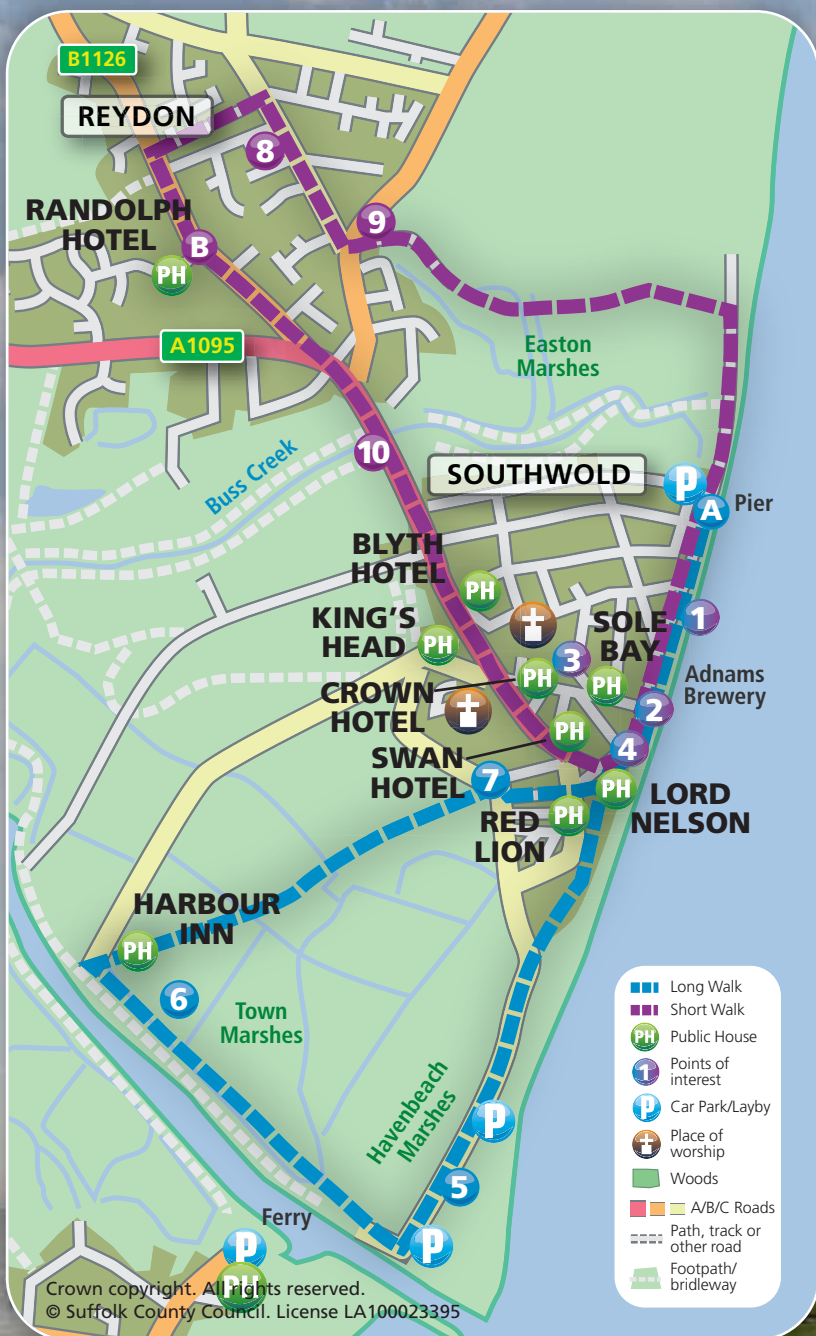 B1126
REYDON
8
RANDOLPH
HOTEL
B
9
PH
A1095
Easton
Marshes
Buss Creek
10
SOUTHWOLD
P
A
Pier
BLYTH
HOTEL
PH
1
KING'S
HEAD
PH
SOLE
BAY
3
PH
PH
Adnams
Brewery
CROWN
HOTEL
2
PH
4
SWAN
HOTEL
7
PH
LORD
NELSON
RED
LION
PH
HARBOUR
INN
PH
6
Town
Marshes
Havenbeach
Marshes
P
5
P
Ferry
P
PH
Long Walk
Short Walk
PH
Public House
1
Points of
interest
P
Car Park/Layby
Place of
worship
Woods
A/B/C Roads
Path, track or
other road
Footpath/
bridleway
Crown copyright. All rights reserved.
© Suffolk County Council. License LA100023395